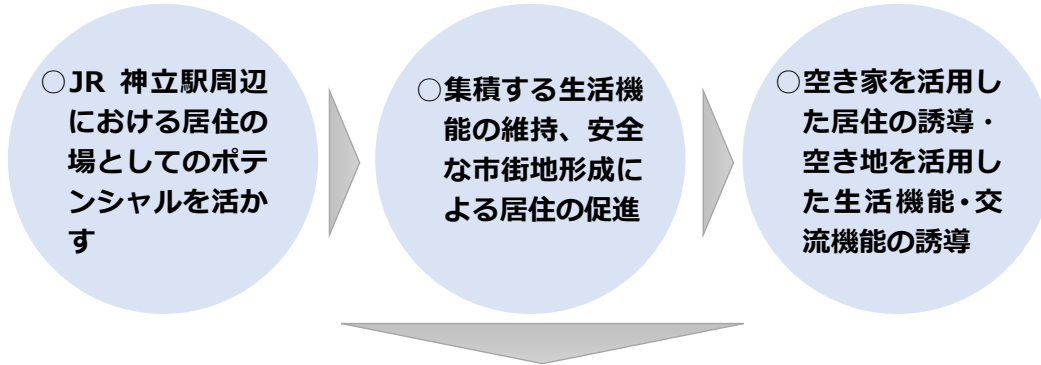 ○JR 神立駅周辺
における居住の
場としてのポテ
ンシャルを活か
す
○集積する生活機
能の維持、安全
な市街地形成に
よる居住の促進
○空き家を活用し
た居住の誘導・
空き地を活用し
た生活機能・交
流機能の誘導